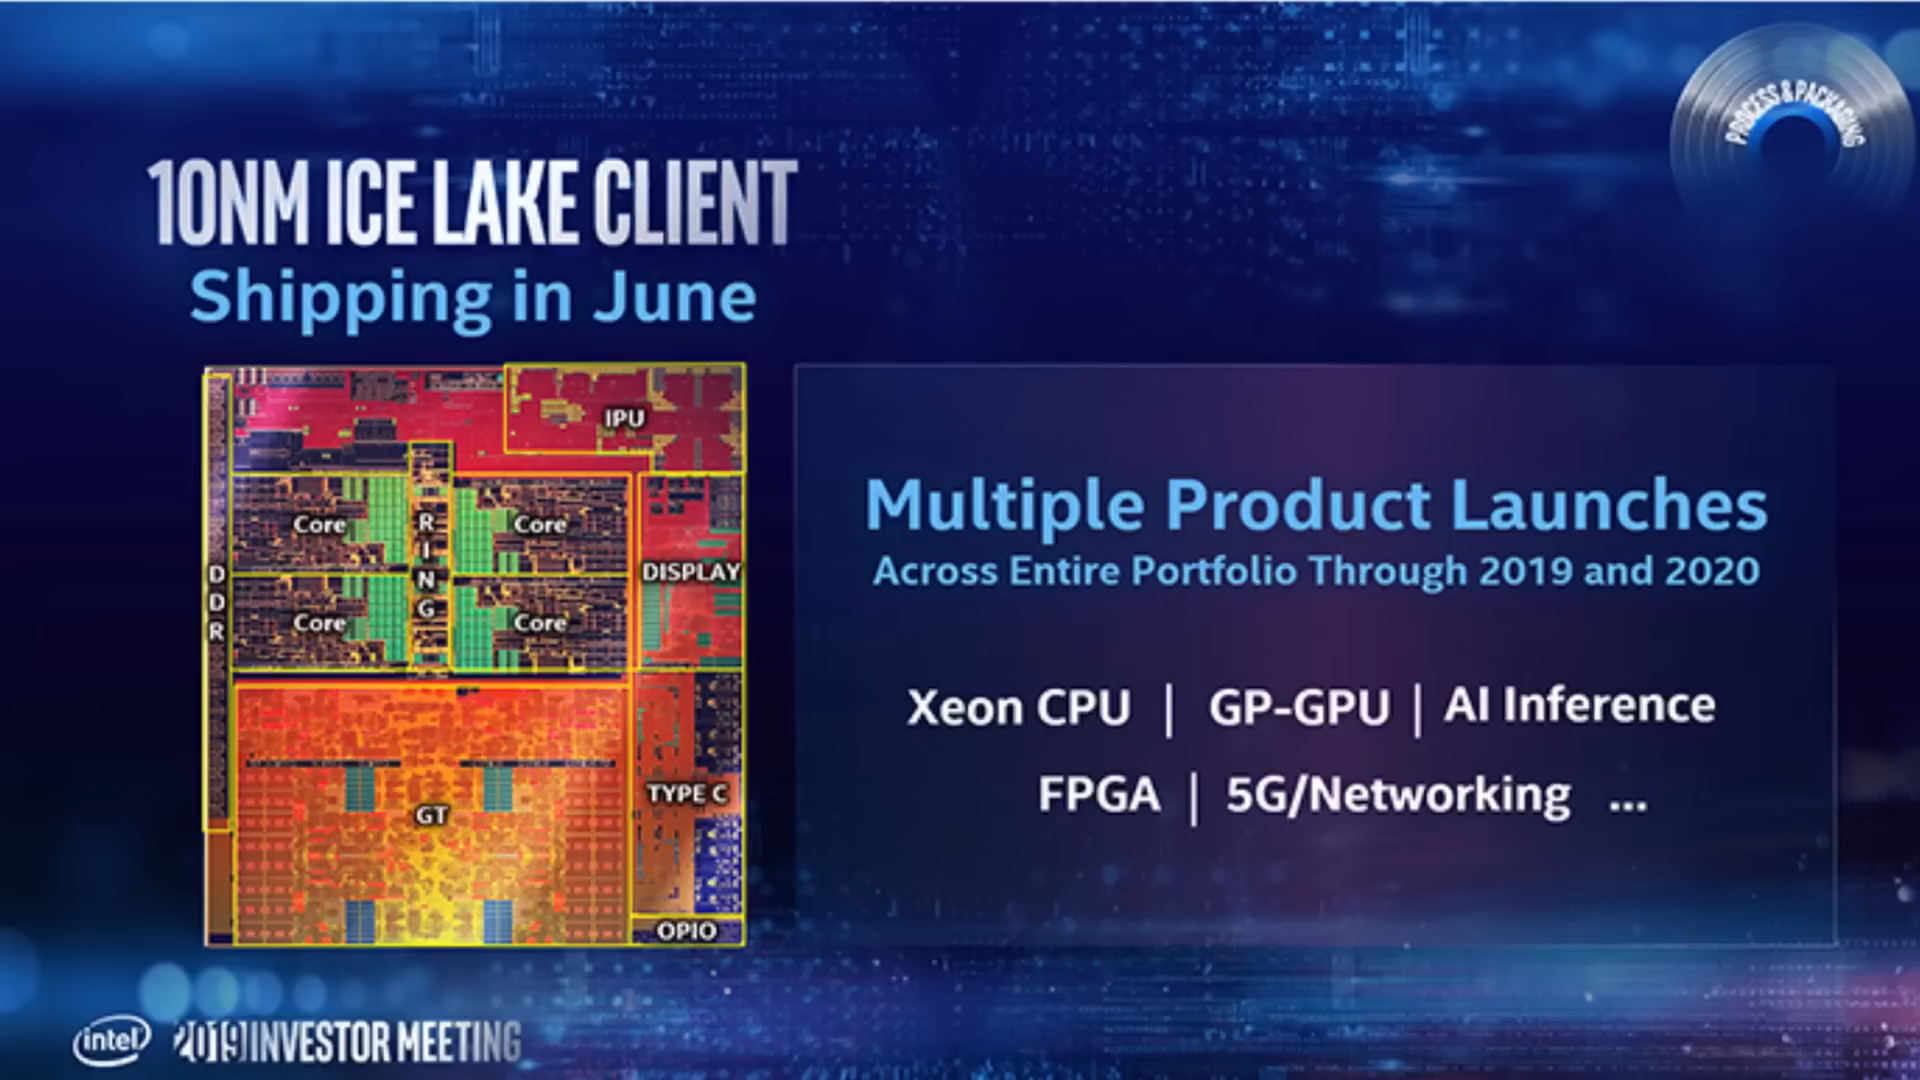 PROCESS & PACKAGING
10NM ICE LAKE CLIENT
Shipping in June
IPU
Core
Core
RING
DDR
DISPLAY
Core
Core
GT
TYPE C
OPIO
Multiple Product Launches
Across Entire Portfolio Through 2019 and 2020
Xeon CPU | GP-GPU | AI Inference
FPGA | 5G/Networking ...
intel 2019 INVESTOR MEETING